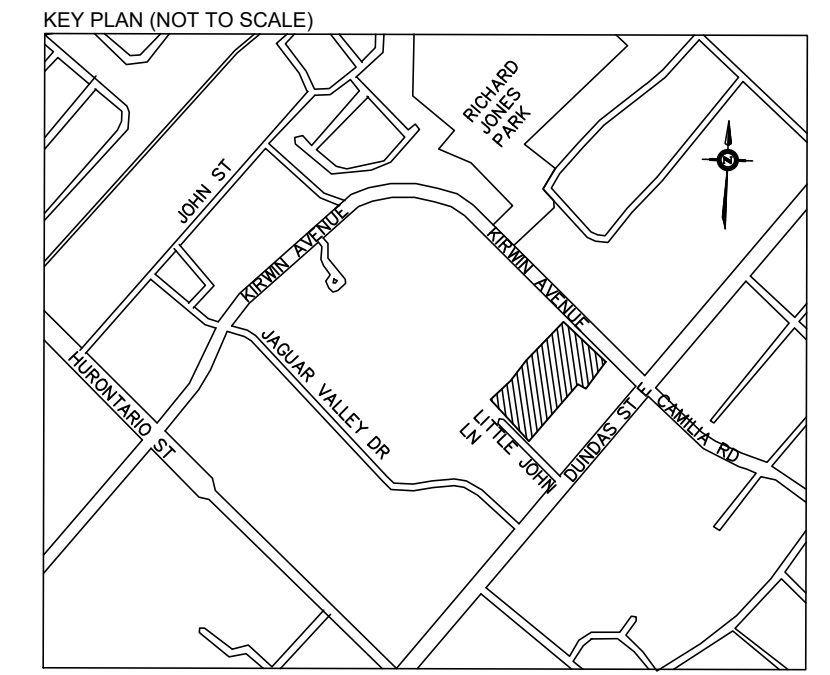 KEY PLAN (NOT TO SCALE)
RICHARD
JONES
PARK
JOHN ST
N
KIRWIN AVENUE
KIRWIN AVENUE
JAGUAR VALLEY DR
HURONTARIO ST
LITTLE JOHN
LN
DUNDAS ST E
CAMILIA RD